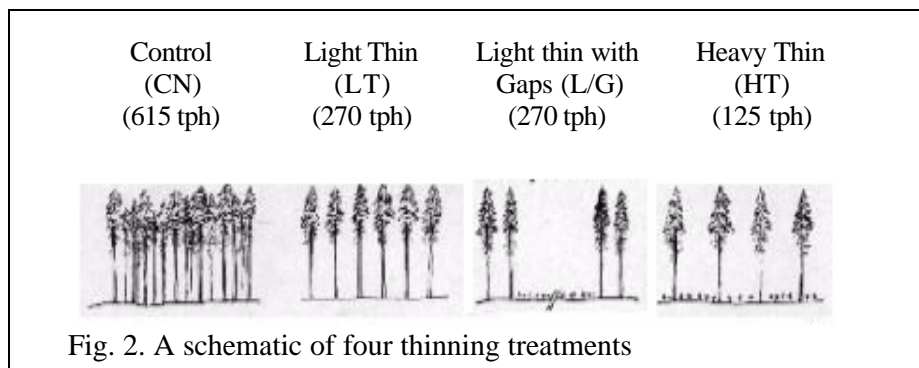 Control Light Thin Light thin with Heavy Thin
(CN) (LT) Gaps (L/G) (HT)
(615 tph) (270 tph) (270 tph) (125 tph)
Fig. 2. A schematic of four thinning treatments